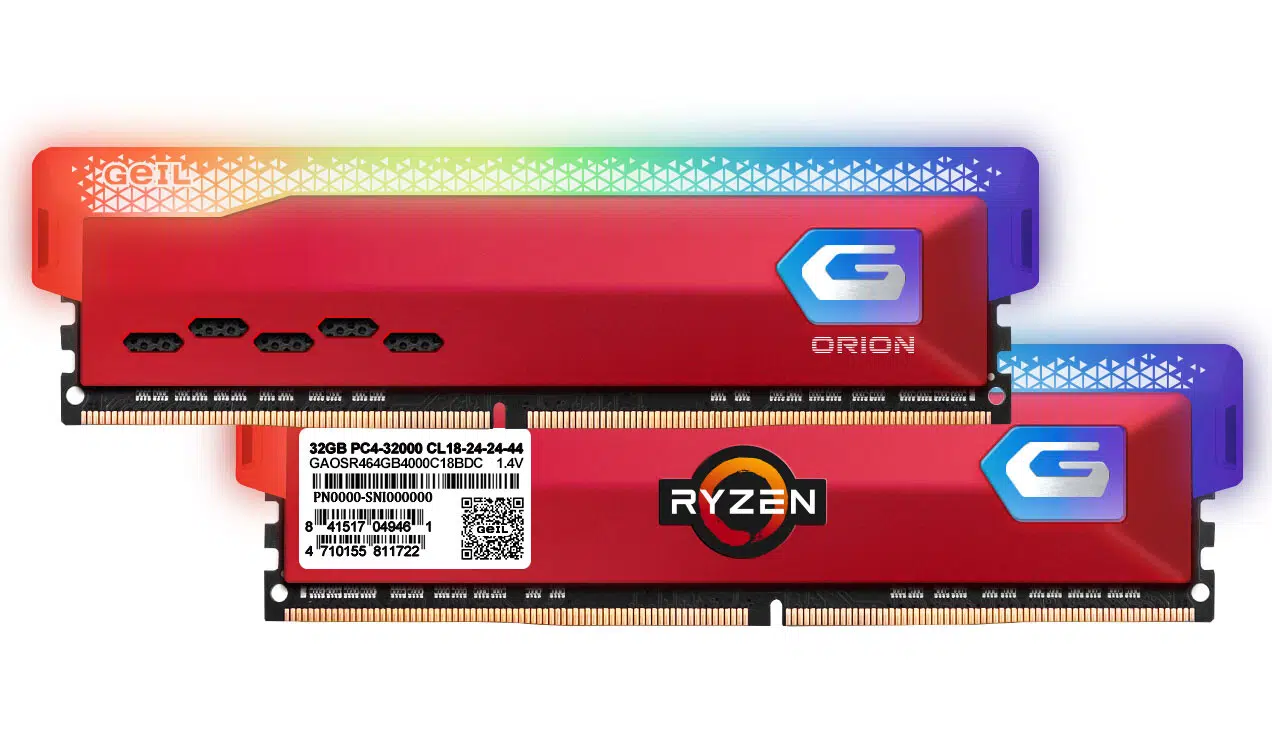 GEIL
G
ORION
32GB PC4-32000 CL18-24-24-44
GAOSR464GB4000C18BDC 1.4V
PN0000-SNI000000
8 41517 04946 1
4 710155 811722
GEIL
RYZEN
G